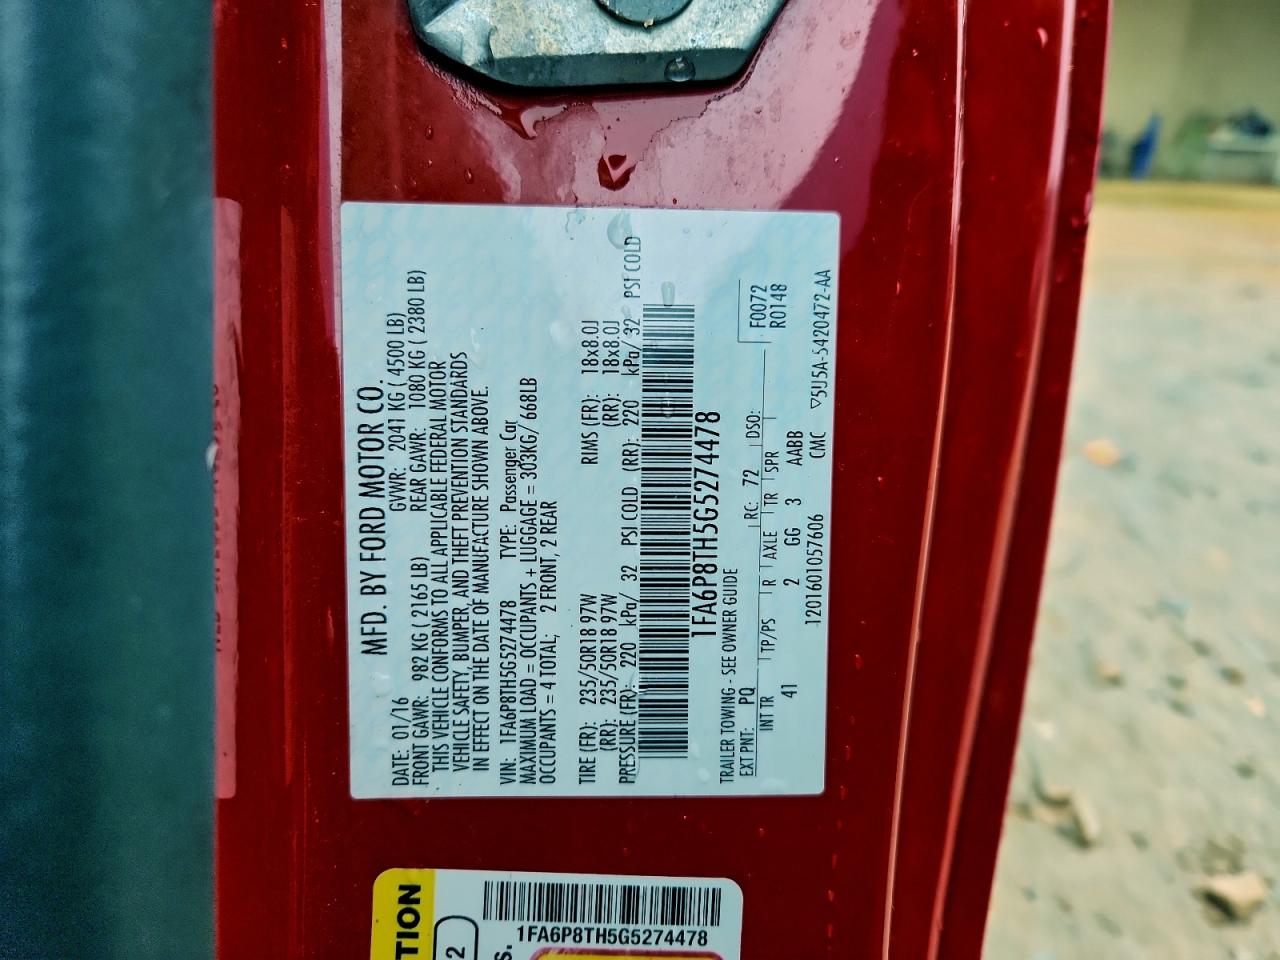 MFD. BY FORD MOTOR CO.
DATE: 01/16 GVWR: 2041 KG ( 4500 LB)
FRONT GAWR: 982 KG ( 2165 LB) REAR GAWR: 1080 KG ( 2380 LB)
THIS VEHICLE CONFORMS TO ALL APPLICABLE FEDERAL MOTOR
VEHICLE SAFETY, BUMPER, AND THEFT PREVENTION STANDARDS
IN EFFECT ON THE DATE OF MANUFACTURE SHOWN ABOVE.
VIN: 1FA6P8TH5G5274478 TYPE: Passenger Car
MAXIMUM LOAD = OCCUPANTS + LUGGAGE = 303KG/ 668LB
OCCUPANTS = 4 TOTAL; 2 FRONT, 2 REAR
TIRE (FR): 235/50R18 97W RIMS (FR): 18x8.0J
(RR): 235/50R18 97W (RR): 18x8.0J
PRESSURE (FR): 220 kPa/ 32 PSI COLD (RR): 220 kPa/ 32 PSI COLD
1FA6P8TH5G5274478
TRAILER TOWING - SEE OWNER GUIDE F0072
EXT PNT: PQ RC: 72 DSO: R0148
INT TR TP/PS R AXLE TR SPR
41 2 GG 3 AABB
1201601057606 CMC ▽5U5A-5420472-AA
TION
2
S.
1FA6P8TH5G5274478